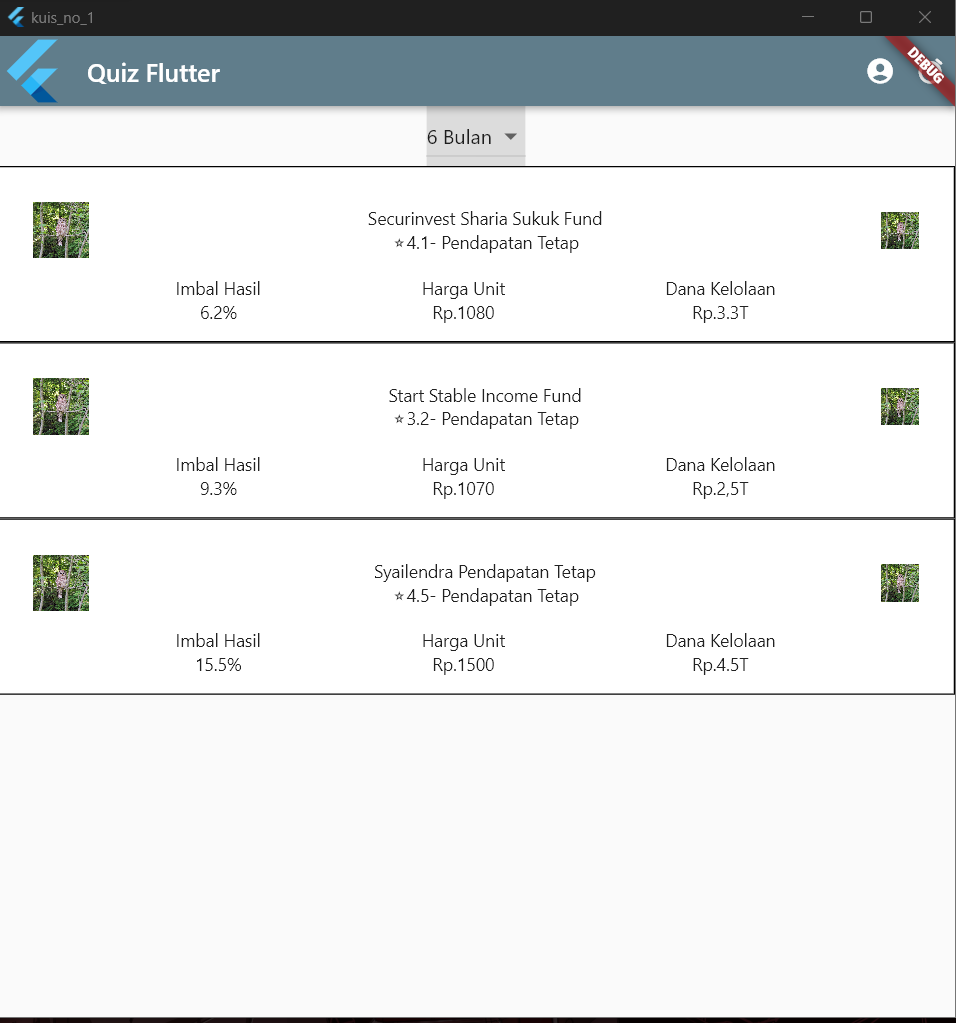 kuis_no_1
Quiz Flutter
DEBUG
6 Bulan
Securinvest Sharia Sukuk Fund
⭐4.1- Pendapatan Tetap
Imbal Hasil Harga Unit Dana Kelolaan
6.2% Rp.1080 Rp.3.3T
Start Stable Income Fund
⭐3.2- Pendapatan Tetap
Imbal Hasil Harga Unit Dana Kelolaan
9.3% Rp.1070 Rp.2,5T
Syailendra Pendapatan Tetap
⭐4.5- Pendapatan Tetap
Imbal Hasil Harga Unit Dana Kelolaan
15.5% Rp.1500 Rp.4.5T